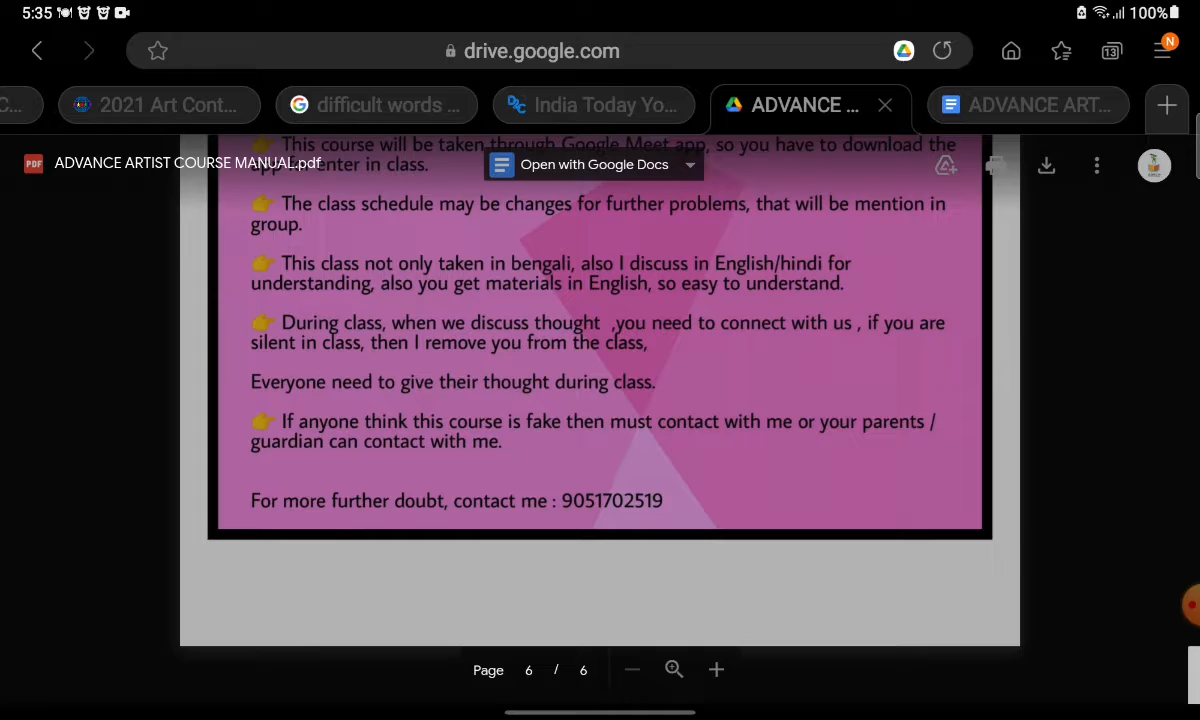 5:35
100%
drive.google.com
13
N
C...
2021 Art Cont...
difficult words ...
India Today Yo...
ADVANCE ...
ADVANCE ART...
PDF
ADVANCE ARTIST COURSE MANUAL.pdf
Open with Google Docs
👉 This course will be taken through Google Meet app, so you have to download the
enter in class.
👉 The class schedule may be changes for further problems, that will be mention in
group.
👉 This class not only taken in bengali, also I discuss in English/hindi for
understanding, also you get materials in English, so easy to understand.
👉 During class, when we discuss thought ,you need to connect with us , if you are
silent in class, then I remove you from the class,
Everyone need to give their thought during class.
👉 If anyone think this course is fake then must contact with me or your parents /
guardian can contact with me.
For more further doubt, contact me : 9051702519
Page 6 / 6